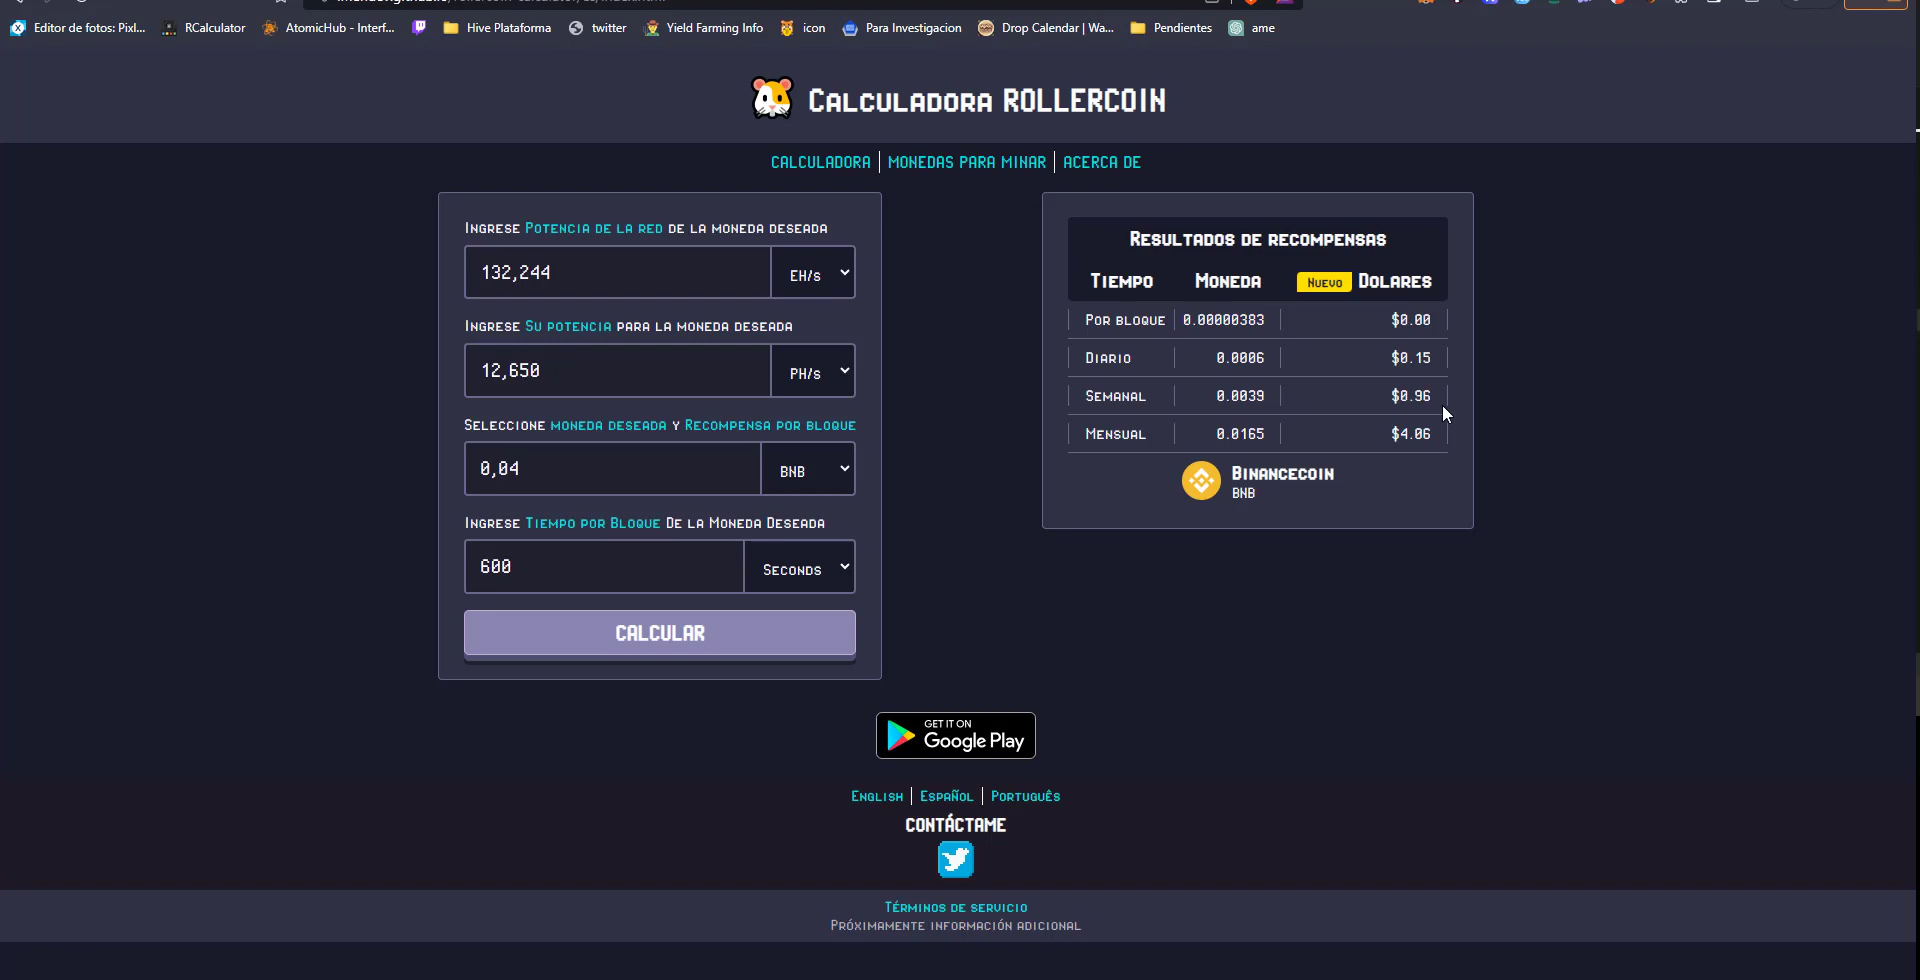 Editor de fotos: Pixl...
RCalculator
AtomicHub - Interf...
Hive Plataforma
twitter
Yield Farming Info
icon
Para Investigacion
Drop Calendar | Wa...
Pendientes
ame
Calculadora ROLLERCOIN
CALCULADORA
MONEDAS PARA MINAR
ACERCA DE
Ingrese Potencia de la red de la moneda deseada
132,244
EH/s
Ingrese Su potencia para la moneda deseada
12,650
PH/s
Seleccione moneda deseada y Recompensa por bloque
0,04
BNB
Ingrese Tiempo por Bloque De la Moneda Deseada
600
Seconds
CALCULAR
Resultados de recompensas
Tiempo Moneda Nuevo Dolares
Por bloque 0.00000383 $0.00
Diario 0.0006 $0.15
Semanal 0.0039 $0.96
Mensual 0.0165 $4.06
Binancecoin
BNB
GET IT ON
Google Play
English
Español
Português
CONTÁCTAME
Términos de servicio
Próximamente información adicional